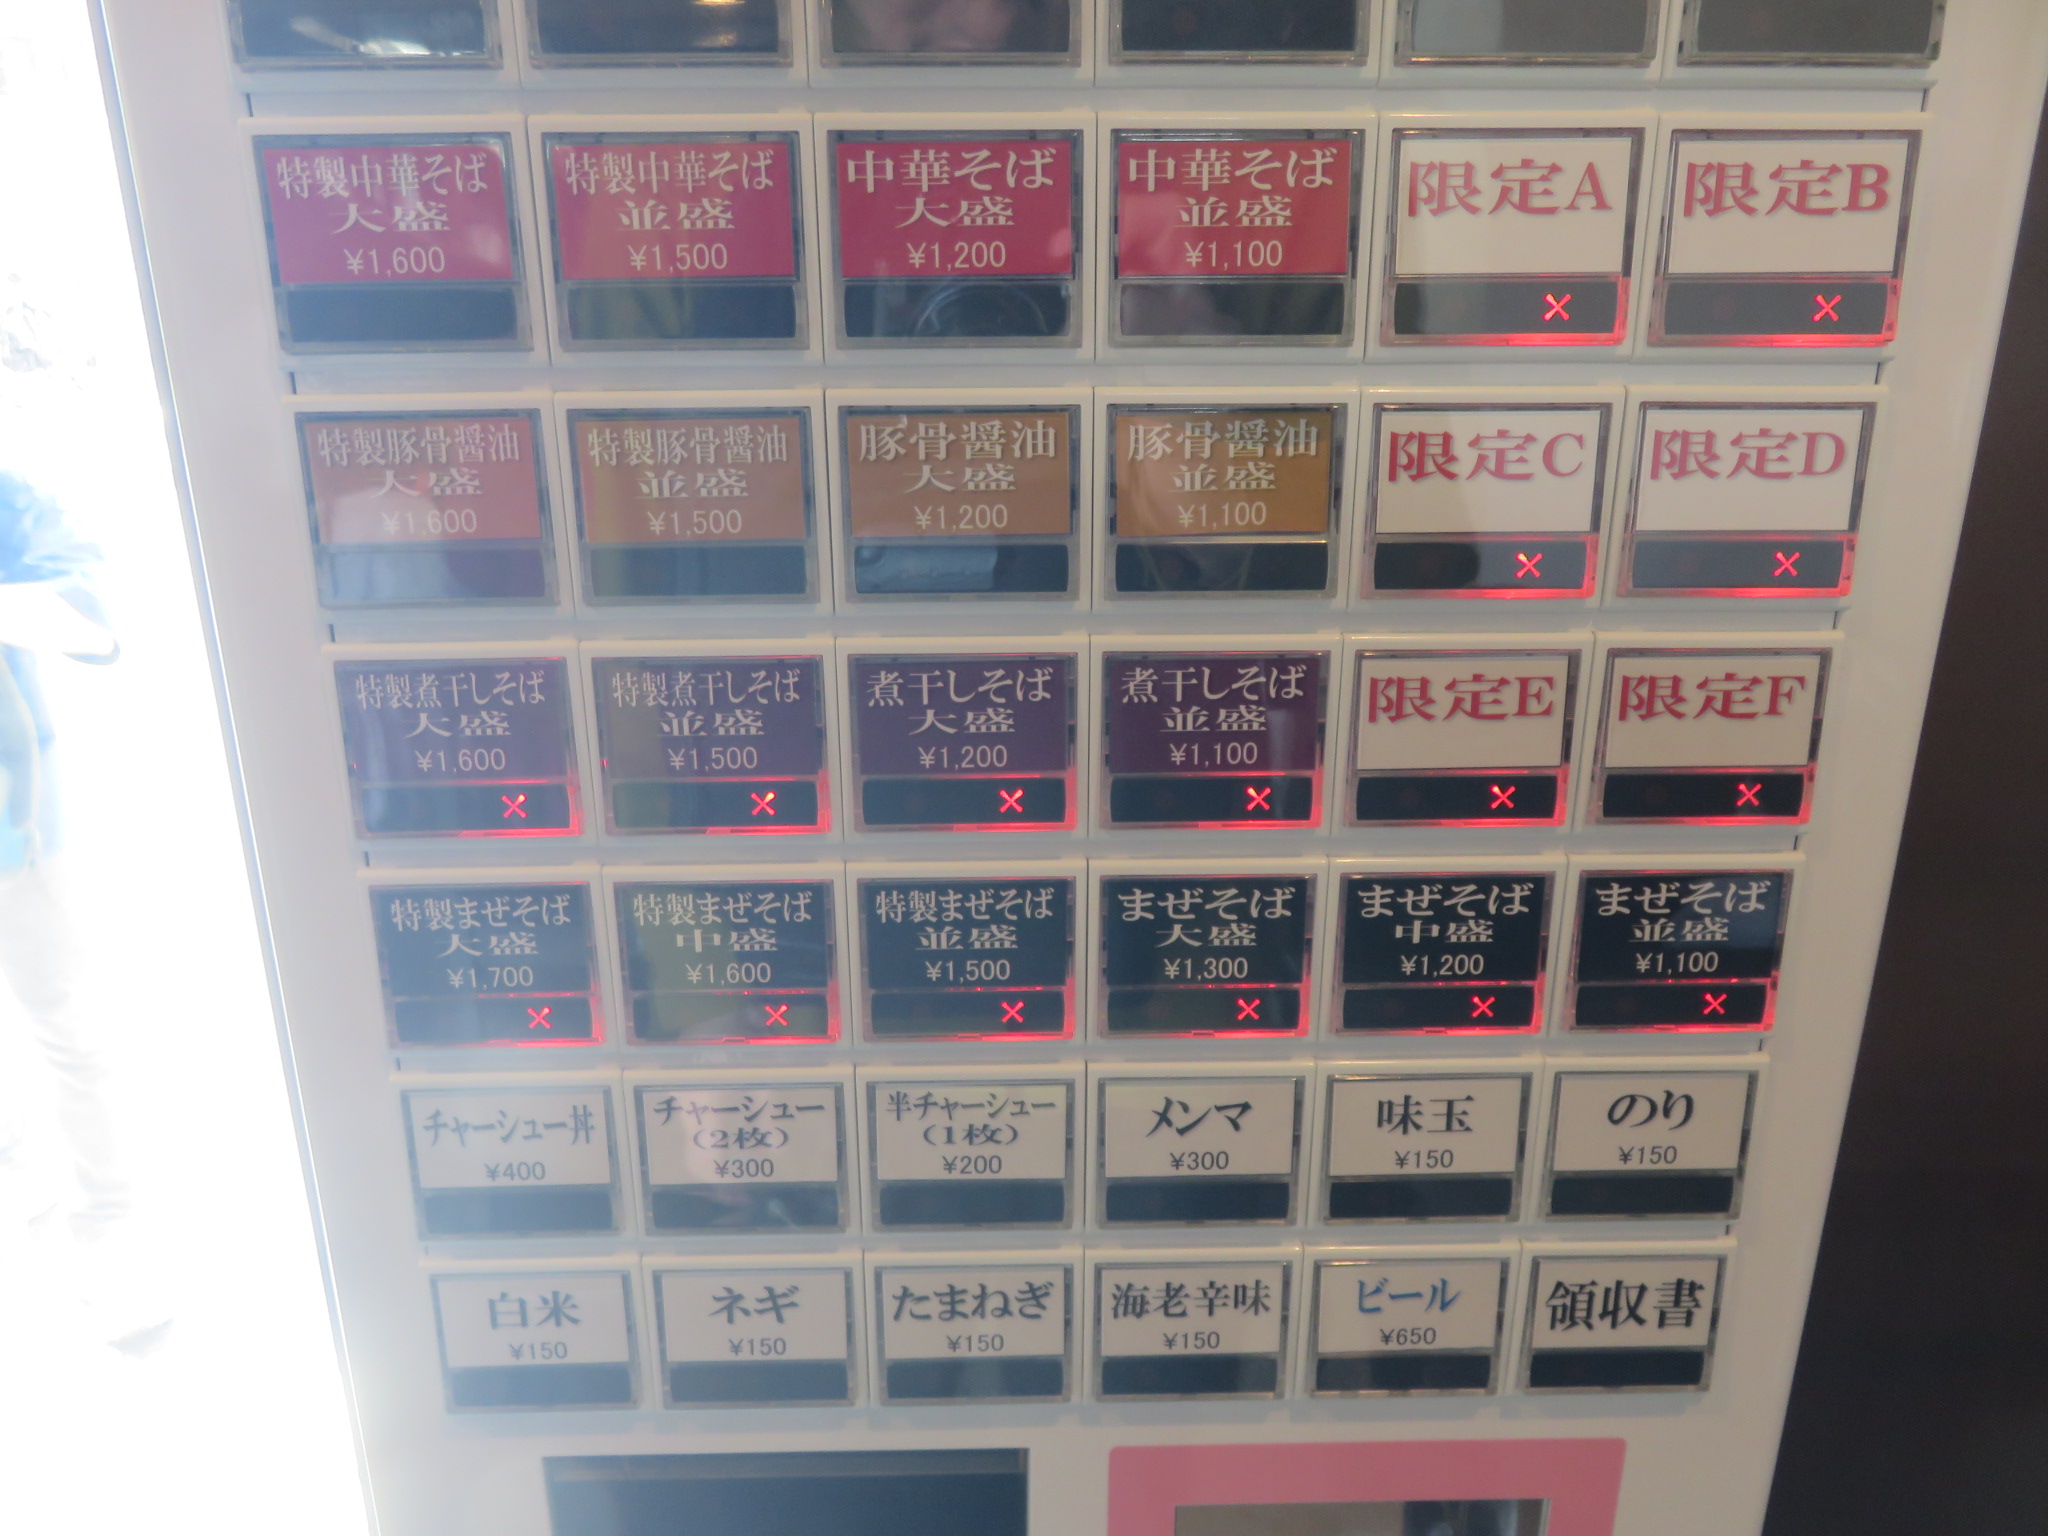 特製中華そば
大盛
¥1,600
特製中華そば
並盛
¥1,500
中華そば
大盛
¥1,200
中華そば
並盛
¥1,100
限定A
×
限定B
×
特製豚骨醤油
大盛
¥1,600
特製豚骨醤油
並盛
¥1,500
豚骨醤油
大盛
¥1,200
豚骨醤油
並盛
¥1,100
限定C
×
限定D
×
特製煮干しそば
大盛
¥1,600
×
特製煮干しそば
並盛
¥1,500
×
煮干しそば
大盛
¥1,200
×
煮干しそば
並盛
¥1,100
×
限定E
×
限定F
×
特製まぜそば
大盛
¥1,700
×
特製まぜそば
中盛
¥1,600
×
特製まぜそば
並盛
¥1,500
×
まぜそば
大盛
¥1,300
×
まぜそば
中盛
¥1,200
×
まぜそば
並盛
¥1,100
×
チャーシュー丼
¥400
チャーシュー
(2枚)
¥300
半チャーシュー
(1枚)
¥200
メンマ
¥300
味玉
¥150
のり
¥150
白米
¥150
ネギ
¥150
たまねぎ
¥150
海老辛味
¥150
ビール
¥650
領収書